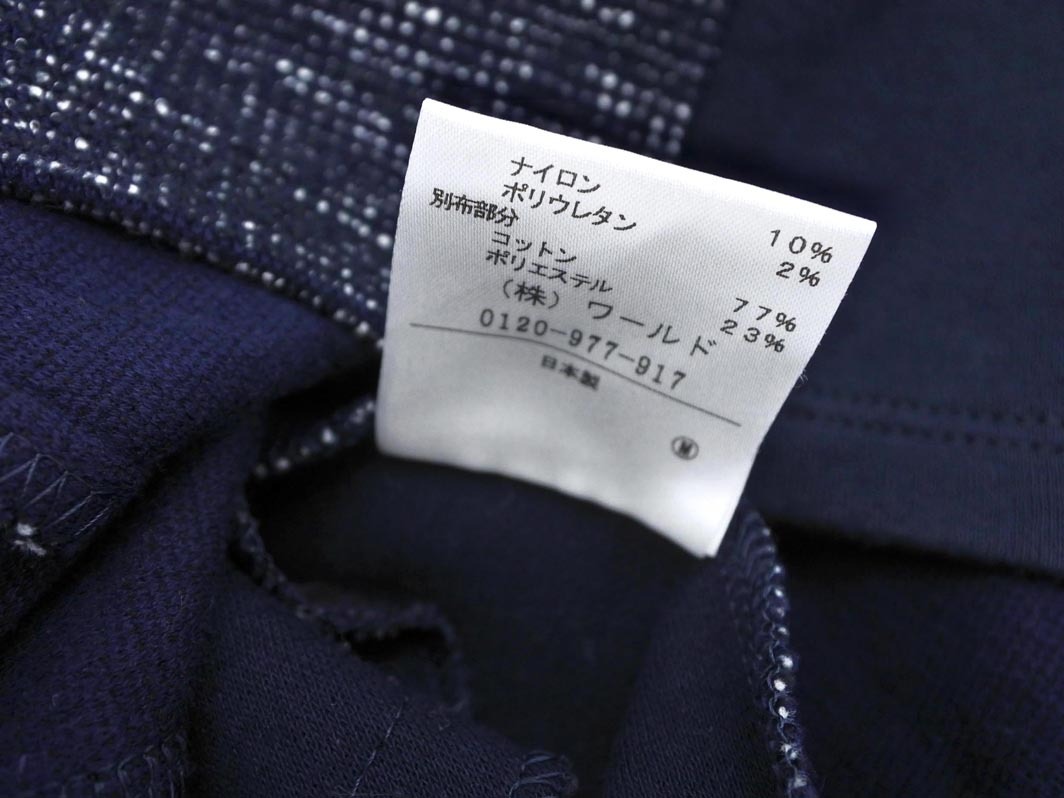 ナイロン 10%
ポリウレタン 2%
別布部分
コットン 77%
ポリエステル 23%
(株) ワールド
0120-977-917
日本製
M